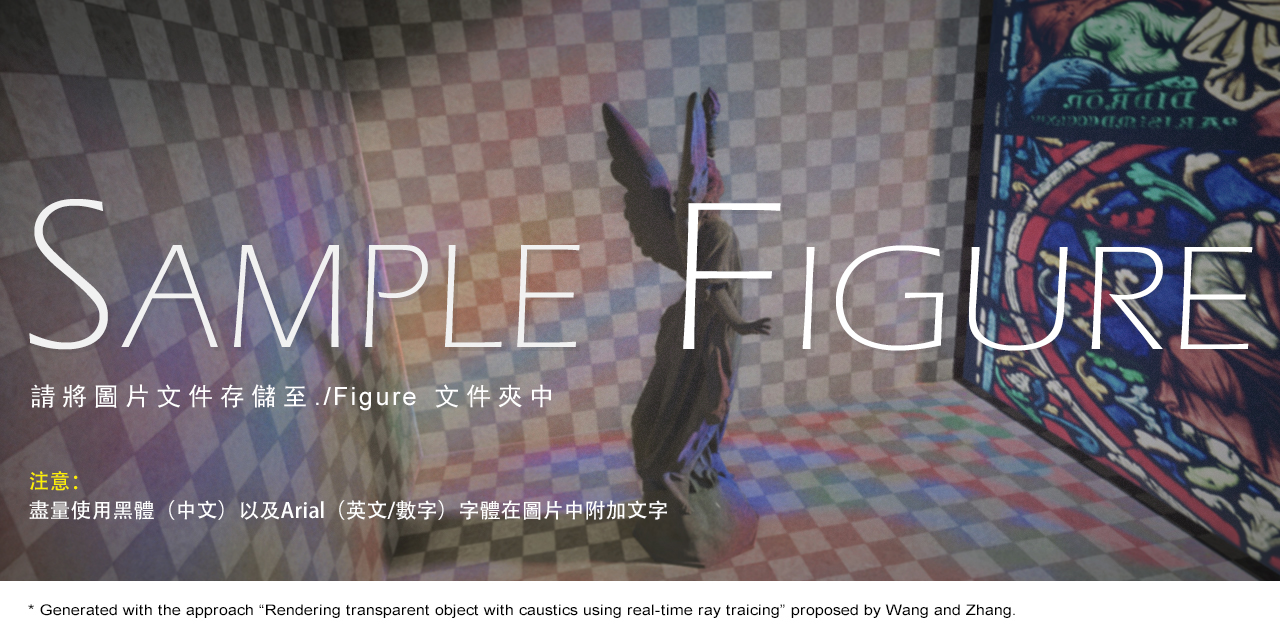 DIDRON
SAMPLE FIGURE
請將圖片文件存儲至./Figure 文件夾中
注意：
盡量使用黑體（中文）以及Arial（英文/數字）字體在圖片中附加文字
* Generated with the approach “Rendering transparent object with caustics using real-time ray traicing” proposed by Wang and Zhang.